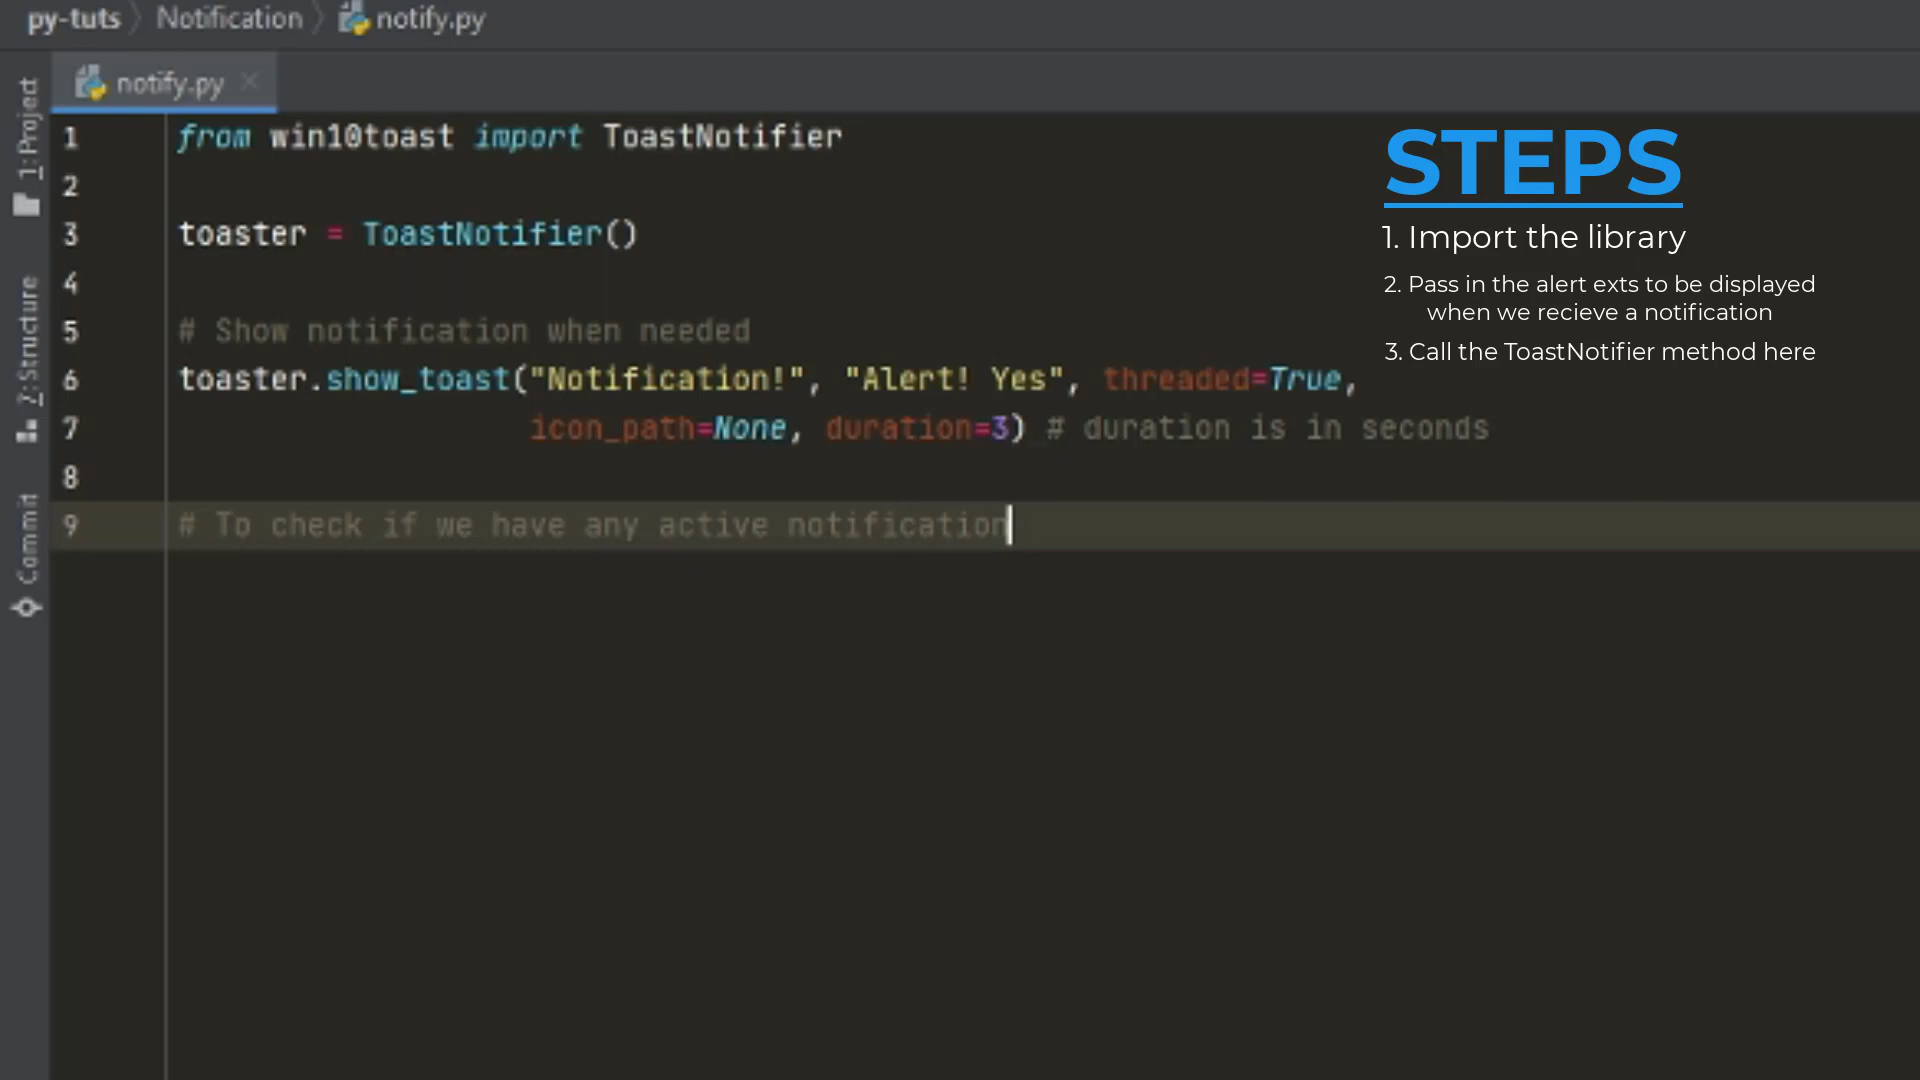 py-tuts
Notification
notify.py
notify.py
1: Project
2: Structure
Commit
1 from win10toast import ToastNotifier
2
3 toaster = ToastNotifier()
4
5 # Show notification when needed
6 toaster.show_toast("Notification!", "Alert! Yes", threaded=True,
7 icon_path=None, duration=3) # duration is in seconds
8
9 # To check if we have any active notification
STEPS
1. Import the library
2. Pass in the alert exts to be displayed
when we recieve a notification
3. Call the ToastNotifier method here